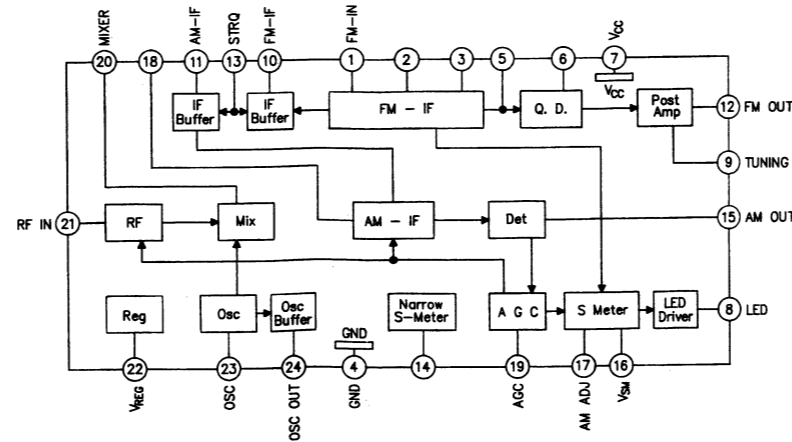 MIXER
AM-IF
STRQ
FM-IF
FM-IN
VCC
20
18
11
13
10
1
2
3
5
6
7
VCC
IF Buffer
IF Buffer
FM - IF
Q. D.
Post Amp
12
FM OUT
9
TUNING
RF IN
21
RF
Mix
AM - IF
Det
15
AM OUT
Reg
Osc
Osc Buffer
Narrow S-Meter
A G C
S Meter
LED Driver
8
LED
GND
22
23
24
4
14
19
17
16
VREG
OSC
OSC OUT
GND
AGC
AM ADJ
VSM